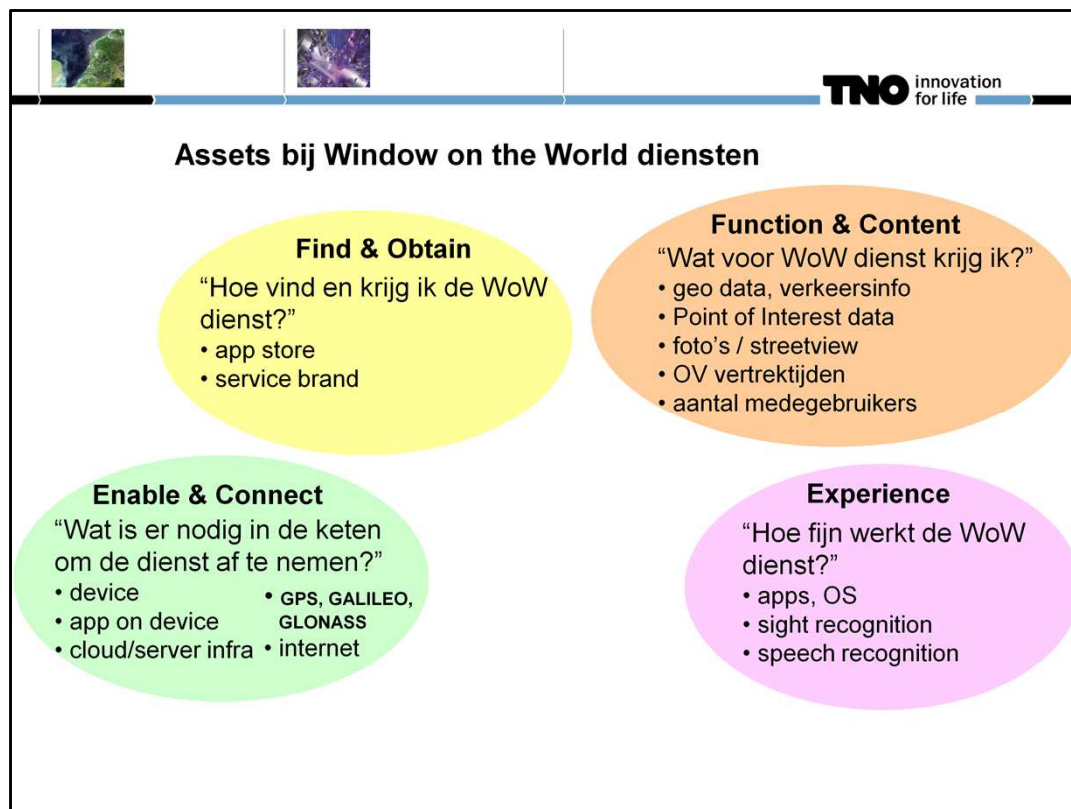 TNO innovation
for life
Assets bij Window on the World diensten
Find & Obtain
“Hoe vind en krijg ik de WoW
dienst?”
• app store
• service brand
Function & Content
“Wat voor WoW dienst krijg ik?”
• geo data, verkeersinfo
• Point of Interest data
• foto’s / streetview
• OV vertrektijden
• aantal medegebruikers
Enable & Connect
“Wat is er nodig in de keten
om de dienst af te nemen?”
• device
• app on device
• cloud/server infra
• GPS, GALILEO,
GLONASS
• internet
Experience
“Hoe fijn werkt de WoW
dienst?”
• apps, OS
• sight recognition
• speech recognition